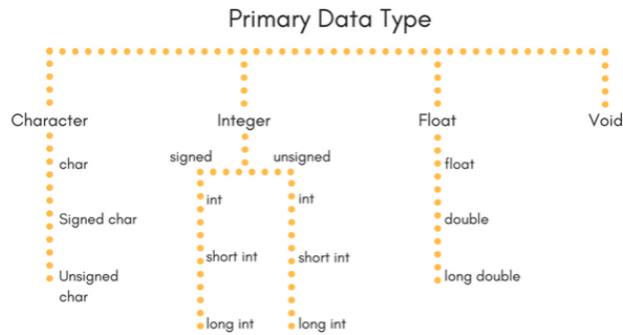 Primary Data Type
Character
Integer
Float
Void
char
Signed char
Unsigned
char
signed
unsigned
int
short int
long int
int
short int
long int
float
double
long double